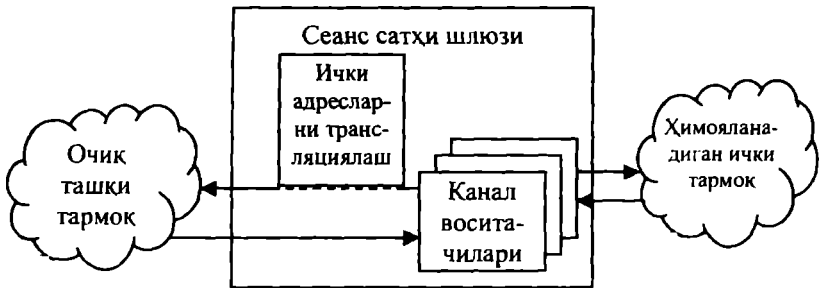 Сеанс сатҳи шлюзи
Ички
адреслар-
ни транс-
ляциялаш
Очиқ
ташқи
тармоқ
Канал
восита-
чилари
Ҳимоялана-
диган ички
тармоқ